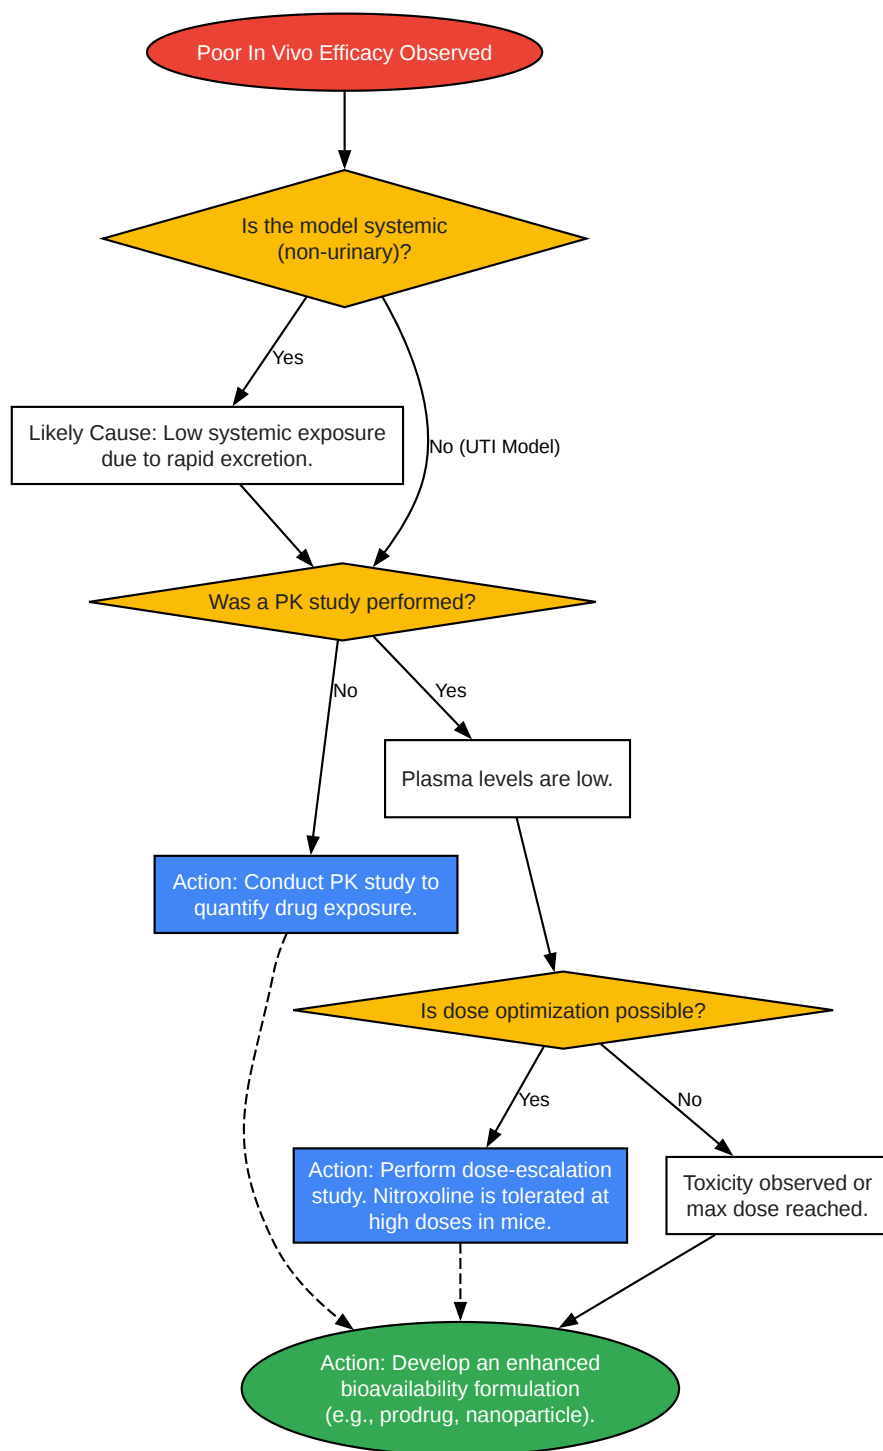 Poor In Vivo Efficacy Observed
Is the model systemic
(non-urinary)?
Yes
Likely Cause: Low systemic exposure
due to rapid excretion.
No (UTI Model)
Was a PK study performed?
No
Yes
Plasma levels are low.
Action: Conduct PK study to
quantify drug exposure.
Is dose optimization possible?
Yes
No
Action: Perform dose-escalation
study. Nitroxoline is tolerated at
high doses in mice.
Toxicity observed or
max dose reached.
Action: Develop an enhanced
bioavailability formulation
(e.g., prodrug, nanoparticle).